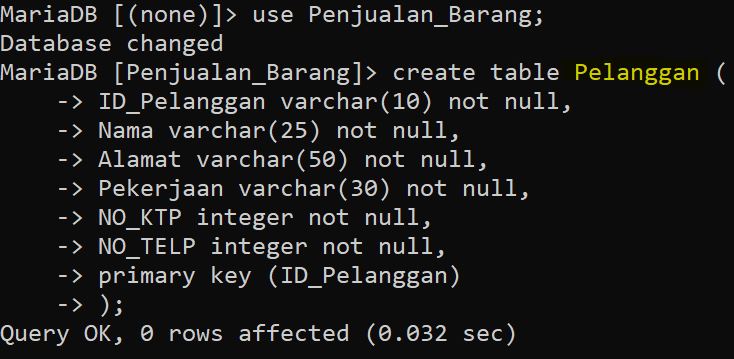 MariaDB [(none)]> use Penjualan_Barang;
Database changed
MariaDB [Penjualan_Barang]> create table Pelanggan (
    -> ID_Pelanggan varchar(10) not null,
    -> Nama varchar(25) not null,
    -> Alamat varchar(50) not null,
    -> Pekerjaan varchar(30) not null,
    -> NO_KTP integer not null,
    -> NO_TELP integer not null,
    -> primary key (ID_Pelanggan)
    -> );
Query OK, 0 rows affected (0.032 sec)